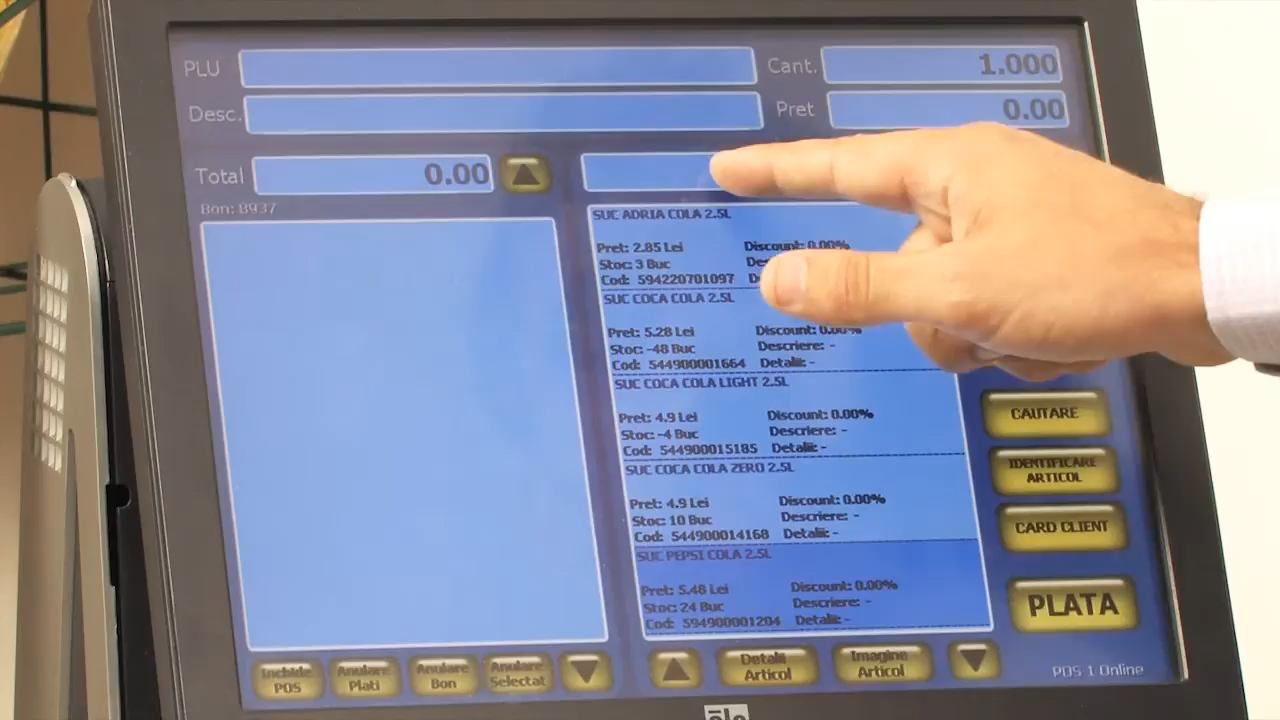 PLU
Cant. 1.000
Desc.
Pret 0.00
Total 0.00
Bon: 8937
SUC ADRIA COLA 2.5L
Pret: 2.85 Lei Discount: 0.00%
Stoc: 3 Buc
Cod: 594220701097
SUC COCA COLA 2.5L
Pret: 5.28 Lei Discount: 0.00%
Stoc: -48 Buc Descriere: -
Cod: 544900001664 Detalii: -
SUC COCA COLA LIGHT 2.5L
Pret: 4.9 Lei Discount: 0.00%
Stoc: -4 Buc Descriere: -
Cod: 544900015185 Detalii: -
SUC COCA COLA ZERO 2.5L
Pret: 4.9 Lei Discount: 0.00%
Stoc: 10 Buc Descriere: -
Cod: 544900014168 Detalii: -
SUC PEPSI COLA 2.5L
Pret: 5.48 Lei Discount: 0.00%
Stoc: 24 Buc Descriere: -
Cod: 594900001204 Detalii: -
CAUTARE
IDENTIFICARE
ARTICOL
CARD CLIENT
PLATA
Inchide
POS
Anulare
Plati
Anulare
Bon
Anulare
Selectat
Detalii
Articol
Imagine
Articol
POS 1 Online
elo